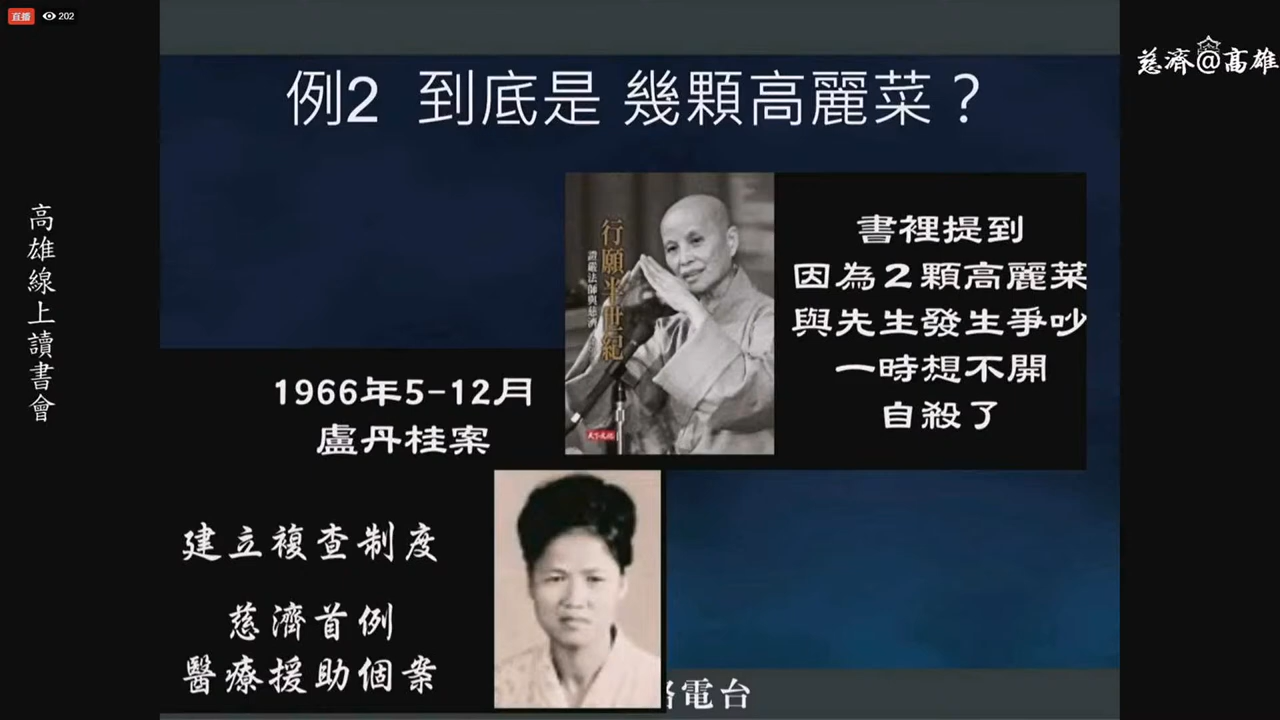 直播 202
慈濟@高雄
高雄線上讀書會
例2 到底是 幾顆高麗菜？
行願半世紀
證嚴法師與慈濟
天下文化
書裡提到
因為2顆高麗菜
與先生發生爭吵
一時想不開
自殺了
1966年5-12月
盧丹桂案
建立複查制度
慈濟首例
醫療援助個案
電台